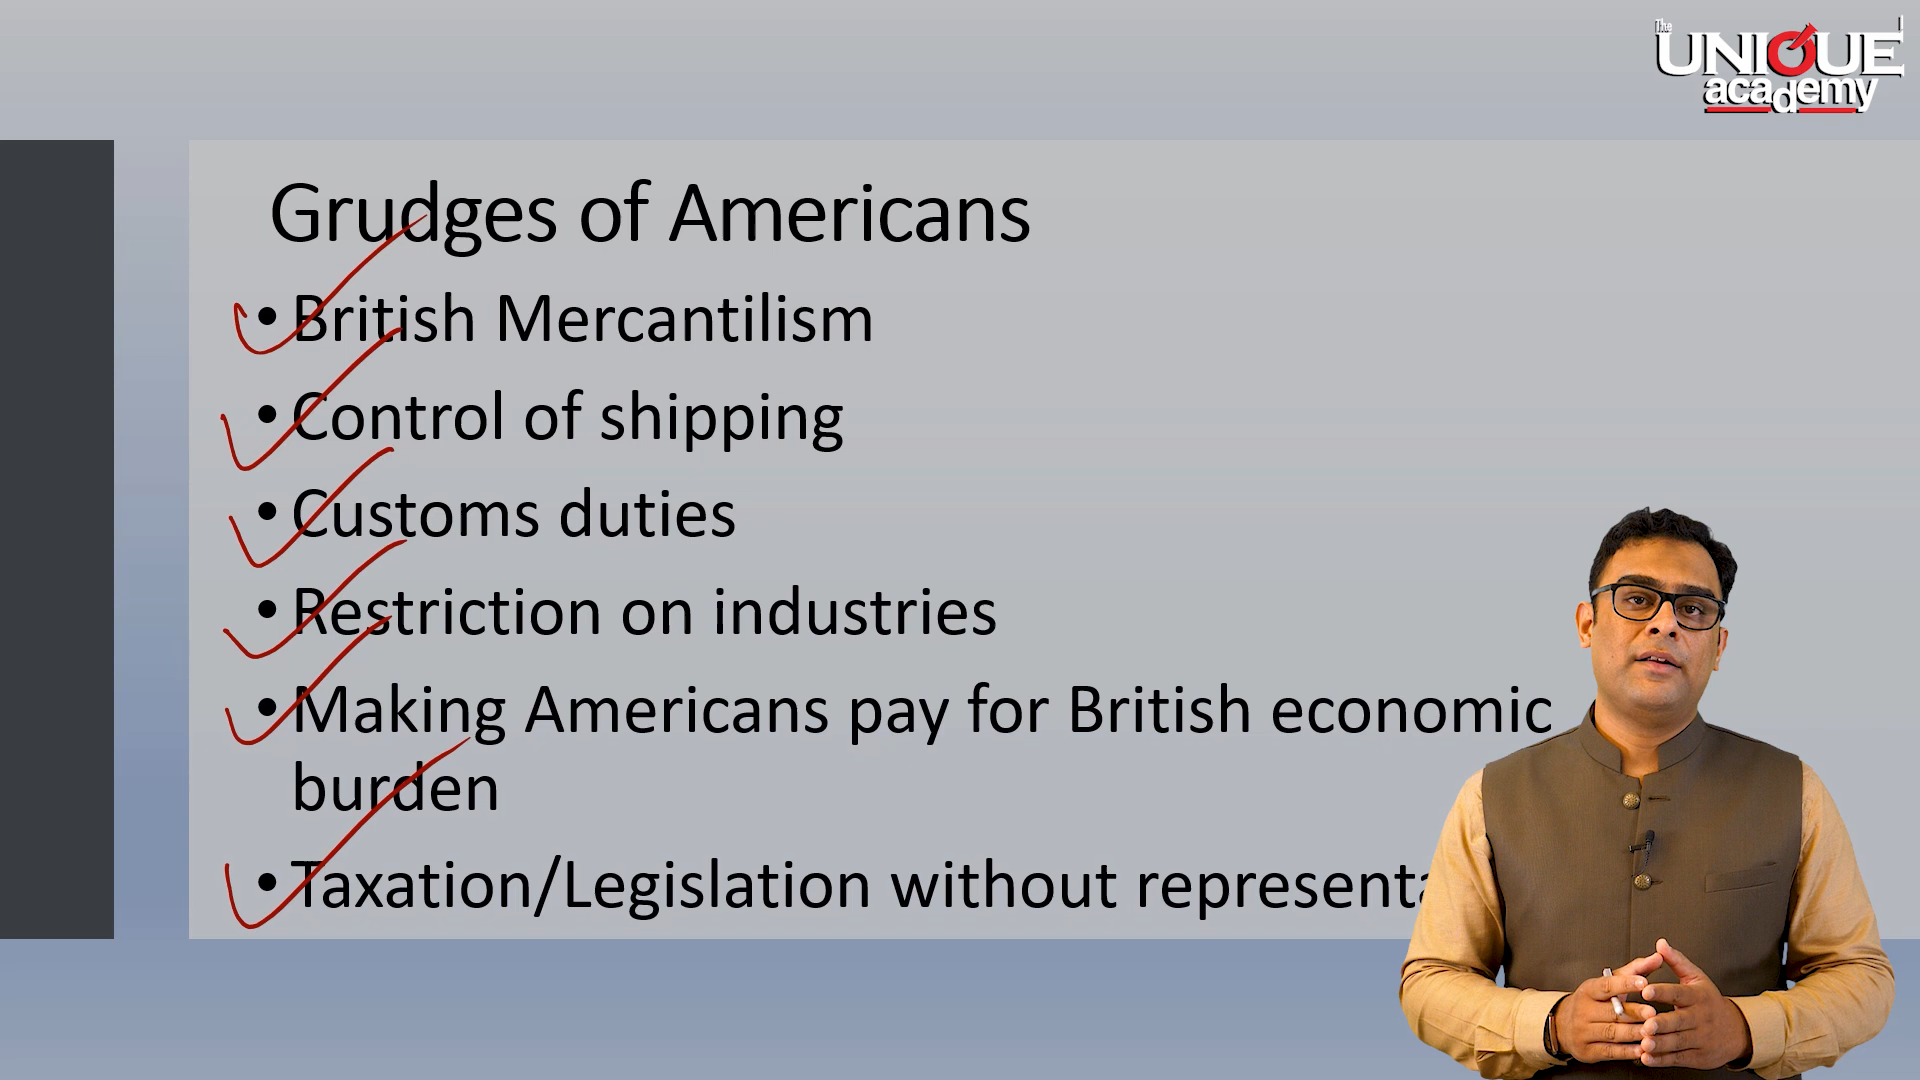 The
UNIQUE
academy
Grudges of Americans
• British Mercantilism
• Control of shipping
• Customs duties
• Restriction on industries
• Making Americans pay for British economic
burden
• Taxation/Legislation without